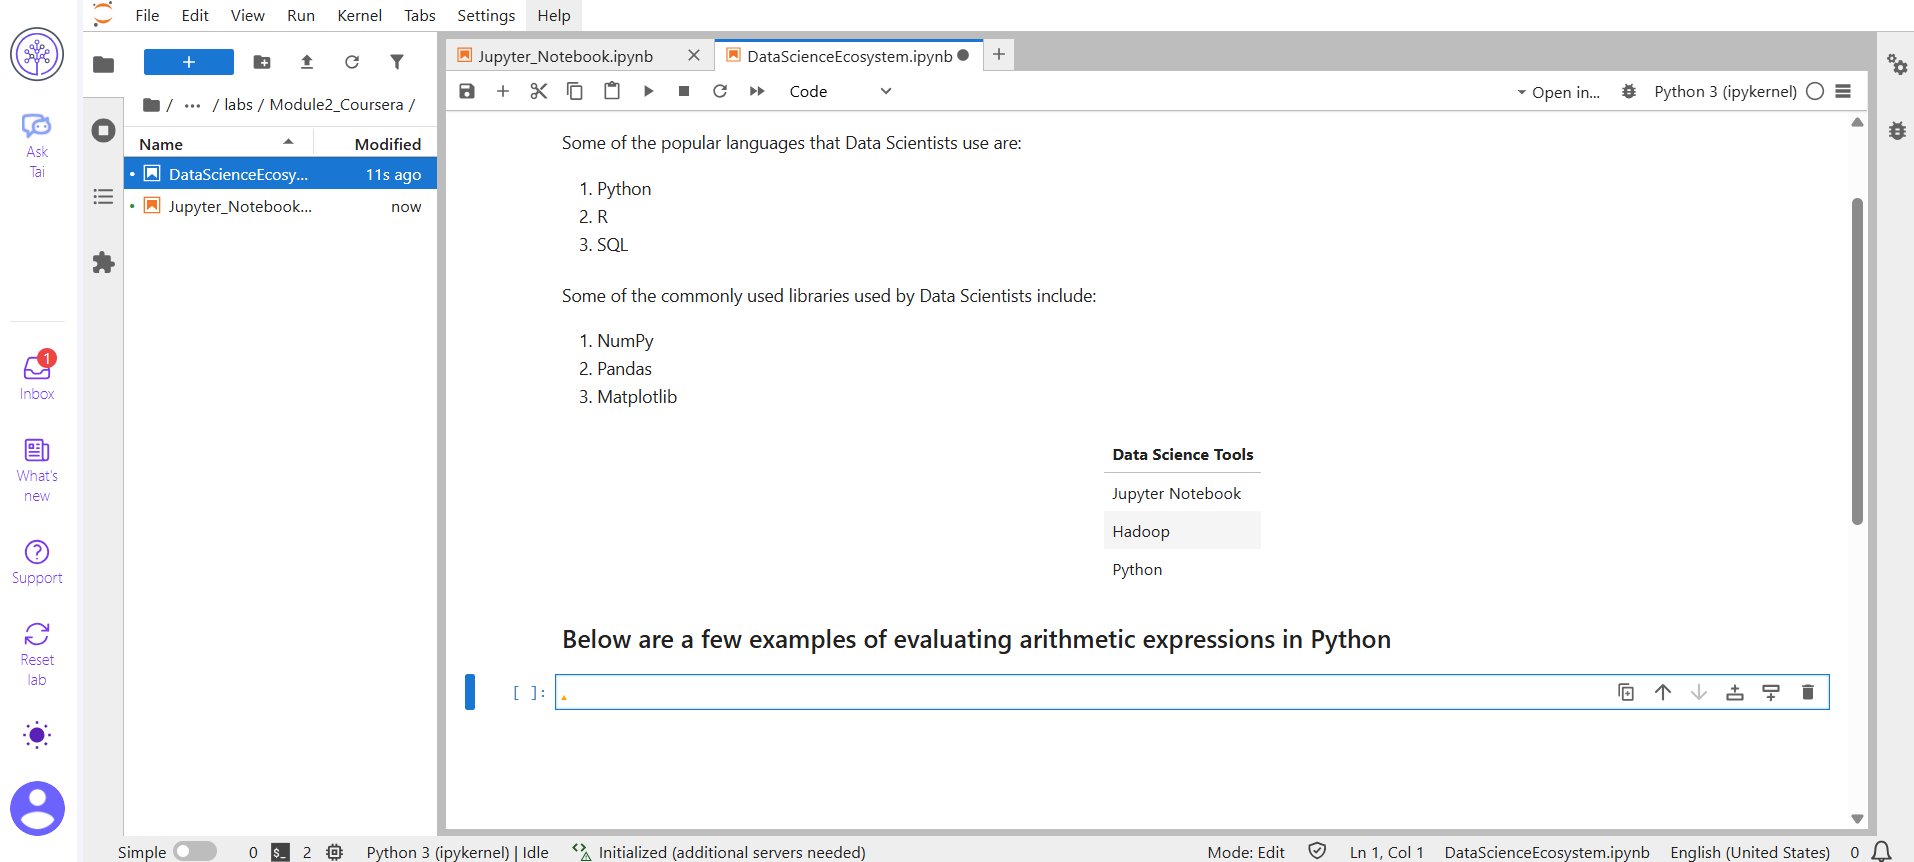 File Edit View Run Kernel Tabs Settings Help
Ask
Tai
Inbox
1
What's
new
Support
Reset
lab
+
/ ... / labs / Module2_Coursera /
Name Modified
DataScienceEcosy... 11s ago
Jupyter_Notebook... now
Jupyter_Notebook.ipynb
DataScienceEcosystem.ipynb
Code
Open in...
Python 3 (ipykernel)
Some of the popular languages that Data Scientists use are:
1. Python
2. R
3. SQL
Some of the commonly used libraries used by Data Scientists include:
1. NumPy
2. Pandas
3. Matplotlib
Data Science Tools
Jupyter Notebook
Hadoop
Python
Below are a few examples of evaluating arithmetic expressions in Python
[ ]:
Simple 0 $_ 2 Python 3 (ipykernel) | Idle Initialized (additional servers needed) Mode: Edit Ln 1, Col 1 DataScienceEcosystem.ipynb English (United States) 0